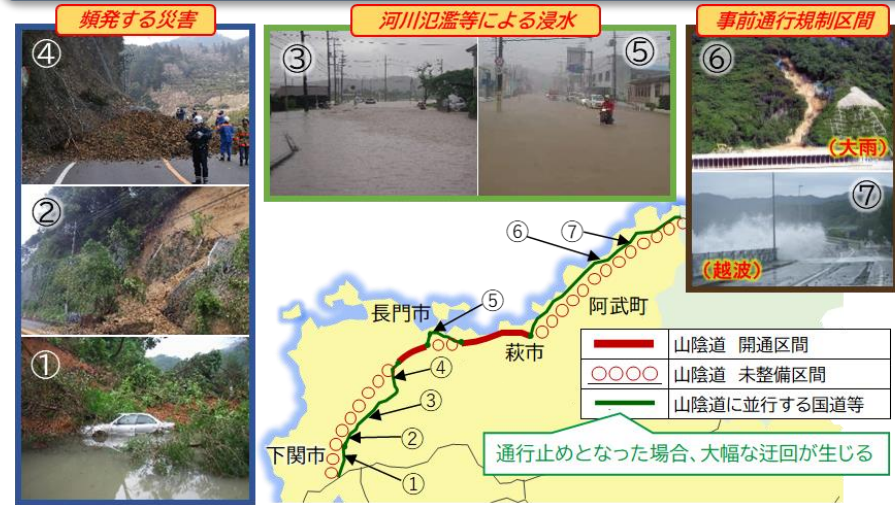 頻発する災害
河川氾濫等による浸水
事前通行規制区間
④
②
①
③
⑤
⑥
(大雨)
⑦
(越波)
⑥
⑦
⑤
④
③
②
①
長門市
萩市
阿武町
下関市
山陰道 開通区間
山陰道 未整備区間
山陰道に並行する国道等
通行止めとなった場合、大幅な迂回が生じる